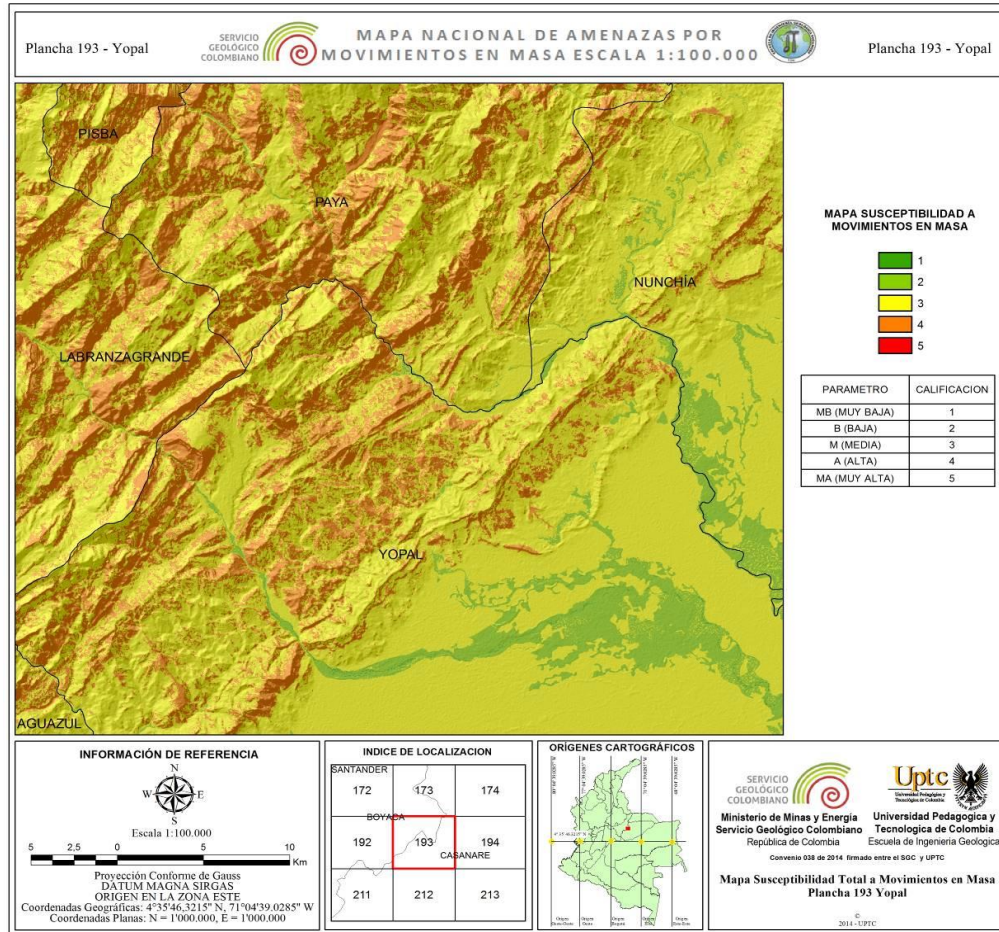 Plancha 193 - Yopal
SERVICIO
GEOLÓGICO
COLOMBIANO
MAPA NACIONAL DE AMENAZAS POR
MOVIMIENTOS EN MASA ESCALA 1:100.000
Plancha 193 - Yopal
PISBA
PAYA
NUNCHÍA
LABRANZAGRANDE
YOPAL
AGUAZUL
MAPA SUSCEPTIBILIDAD A
MOVIMIENTOS EN MASA
1
2
3
4
5
PARAMETRO CALIFICACION
MB (MUY BAJA) 1
B (BAJA) 2
M (MEDIA) 3
A (ALTA) 4
MA (MUY ALTA) 5
INFORMACIÓN DE REFERENCIA
N
W E
S
Escala 1:100.000
5 2,5 0 5 10
Km
Proyección Conforme de Gauss
DATUM MAGNA SIRGAS
ORIGEN EN LA ZONA ESTE
Coordenadas Geográficas: 4°35'46,3215" N, 71°04'39.0285" W
Coordenadas Planas: N = 1'000.000, E = 1'000.000
INDICE DE LOCALIZACION
SANTANDER
172 173 174
BOYACA
192 193 194
CASANARE
211 212 213
ORÍGENES CARTOGRÁFICOS
SERVICIO
GEOLÓGICO
COLOMBIANO
Uptc
Universidad Pedagógica y
Tecnológica de Colombia
Ministerio de Minas y Energía
Servicio Geológico Colombiano
República de Colombia
Universidad Pedagogica y
Tecnologica de Colombia
Escuela de Ingenieria Geologica
Convenio 038 de 2014 firmado entre el SGC y UPTC
Mapa Susceptibilidad Total a Movimientos en Masa
Plancha 193 Yopal
©
2014 - UPTC